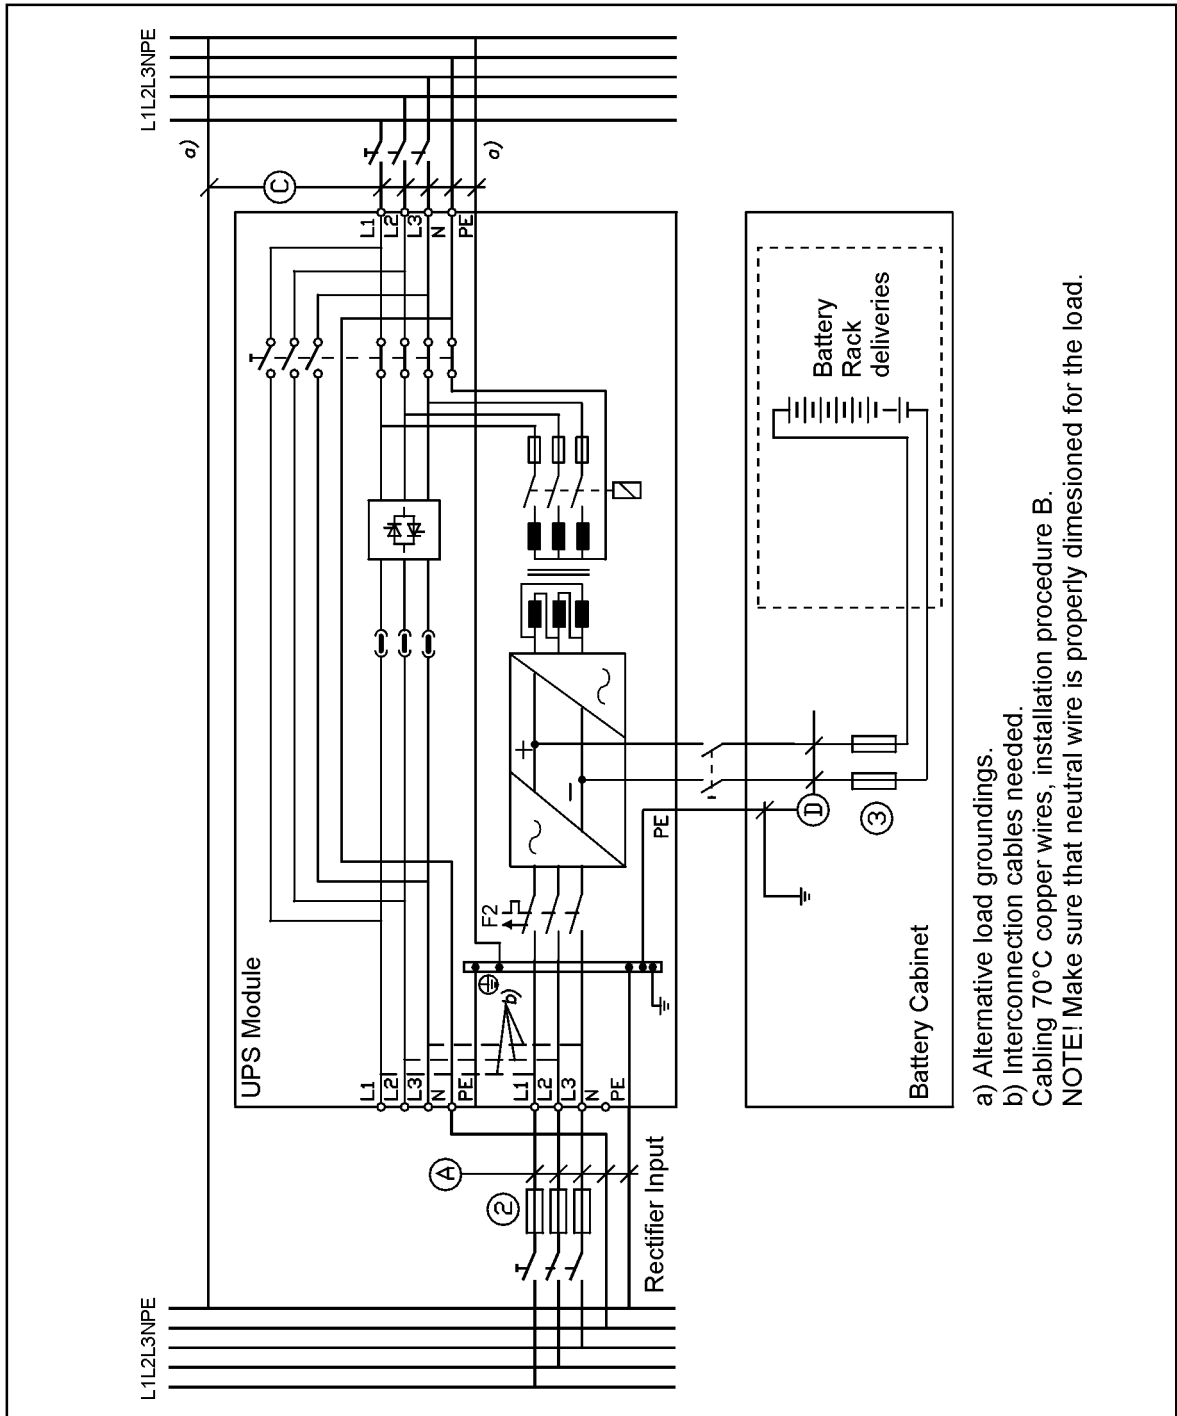 L1L2L3NPE
a)
a)
C
L1
L2
L3
N
PE
UPS Module
F2
b)
L1
L2
L3
N
PE
L1
L2
L3
N
PE
A
2
Rectifier Input
L1L2L3NPE
+
−
PE
D
3
Battery
Rack
deliveries
Battery Cabinet
a) Alternative load groundings.
b) Interconnection cables needed.
Cabling 70°C copper wires, installation procedure B.
NOTE! Make sure that neutral wire is properly dimesioned for the load.